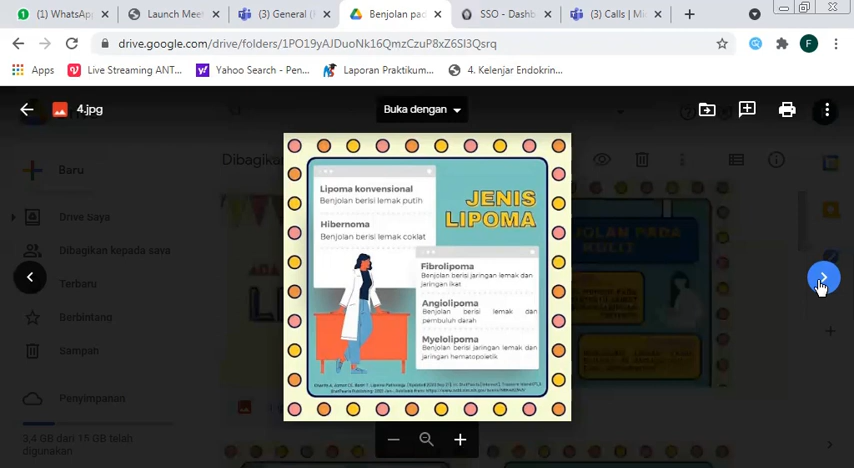 (1) WhatsApp
Launch Meet
(3) General (
Benjolan pad
SSO - Dashb
(3) Calls | Mi
drive.google.com/drive/folders/1PO19yAJDuoNk16QmzCzuP8xZ6Sl3Qsrq
F
Apps
Live Streaming ANT...
Yahoo Search - Pen...
Laporan Praktikum...
4. Kelenjar Endokrin...
4.jpg
Buka dengan
Baru
Dibagika
Drive Saya
Dibagikan kepada saya
Terbaru
Berbintang
Sampah
Penyimpanan
3,4 GB dari 15 GB telah
digunakan
JENIS
LIPOMA
Lipoma konvensional
Benjolan berisi lemak putih
Hibernoma
Benjolan berisi lemak coklat
Fibrolipoma
Benjolan berisi jaringan lemak dan
jaringan ikat
Angiolipoma
Benjolan berisi lemak dan
pembuluh darah
Myelolipoma
Benjolan berisi jaringan lemak dan
jaringan hematopoietik